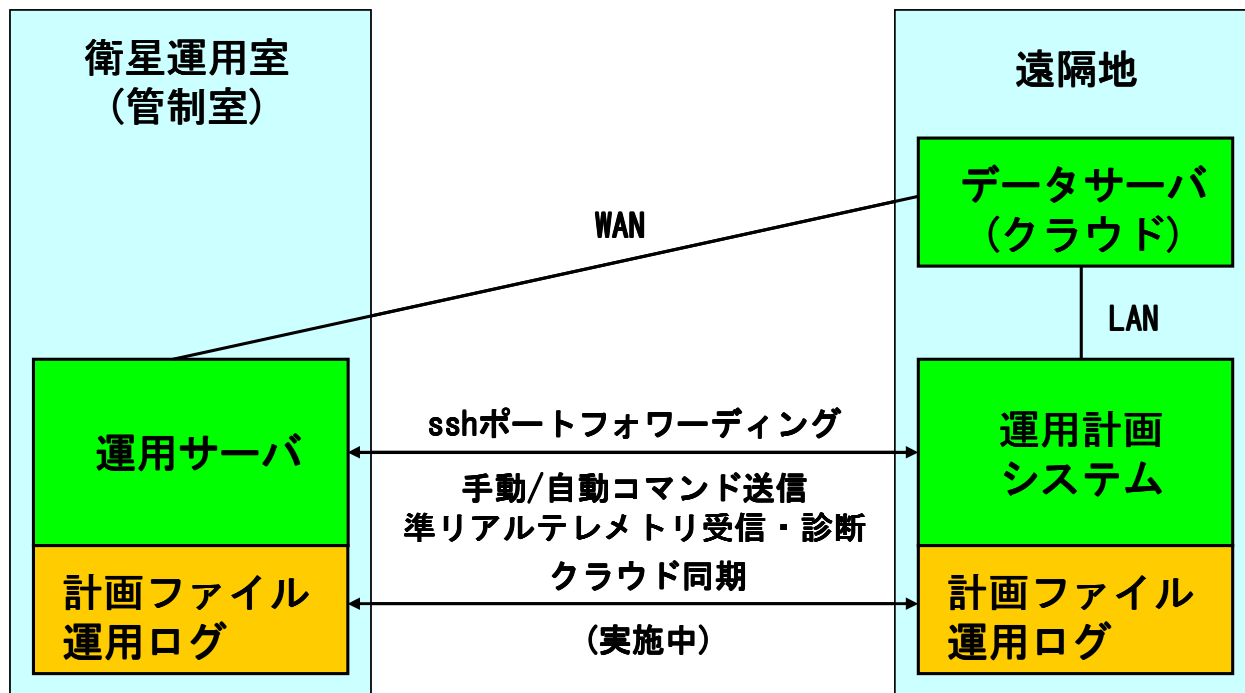 衛星運用室
(管制室)
遠隔地
データサーバ
(クラウド)
WAN
LAN
運用サーバ
sshポートフォワーディング
運用計画
システム
手動/自動コマンド送信
準リアルテレメトリ受信・診断
クラウド同期
(実施中)
計画ファイル
運用ログ
計画ファイル
運用ログ